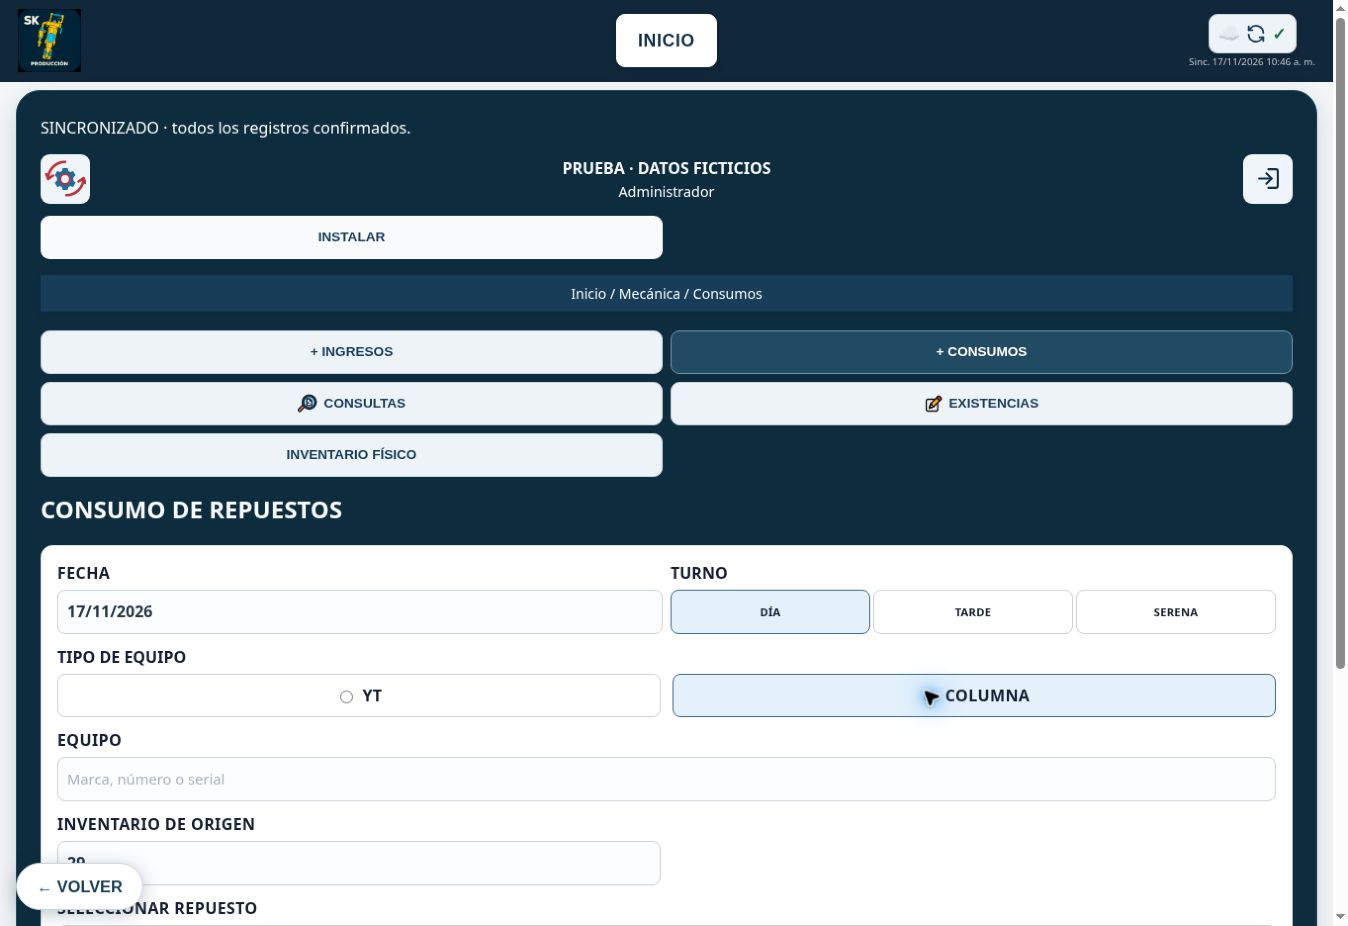 SK
PRODUCCIÓN
INICIO
Sinc. 17/11/2026 10:46 a. m.
SINCRONIZADO · todos los registros confirmados.
PRUEBA · DATOS FICTICIOS
Administrador
INSTALAR
Inicio / Mecánica / Consumos
+ INGRESOS
+ CONSUMOS
CONSULTAS
EXISTENCIAS
INVENTARIO FÍSICO
CONSUMO DE REPUESTOS
FECHA
TURNO
17/11/2026
DÍA
TARDE
SERENA
TIPO DE EQUIPO
YT
COLUMNA
EQUIPO
Marca, número o serial
INVENTARIO DE ORIGEN
← VOLVER
SELECCIONAR REPUESTO